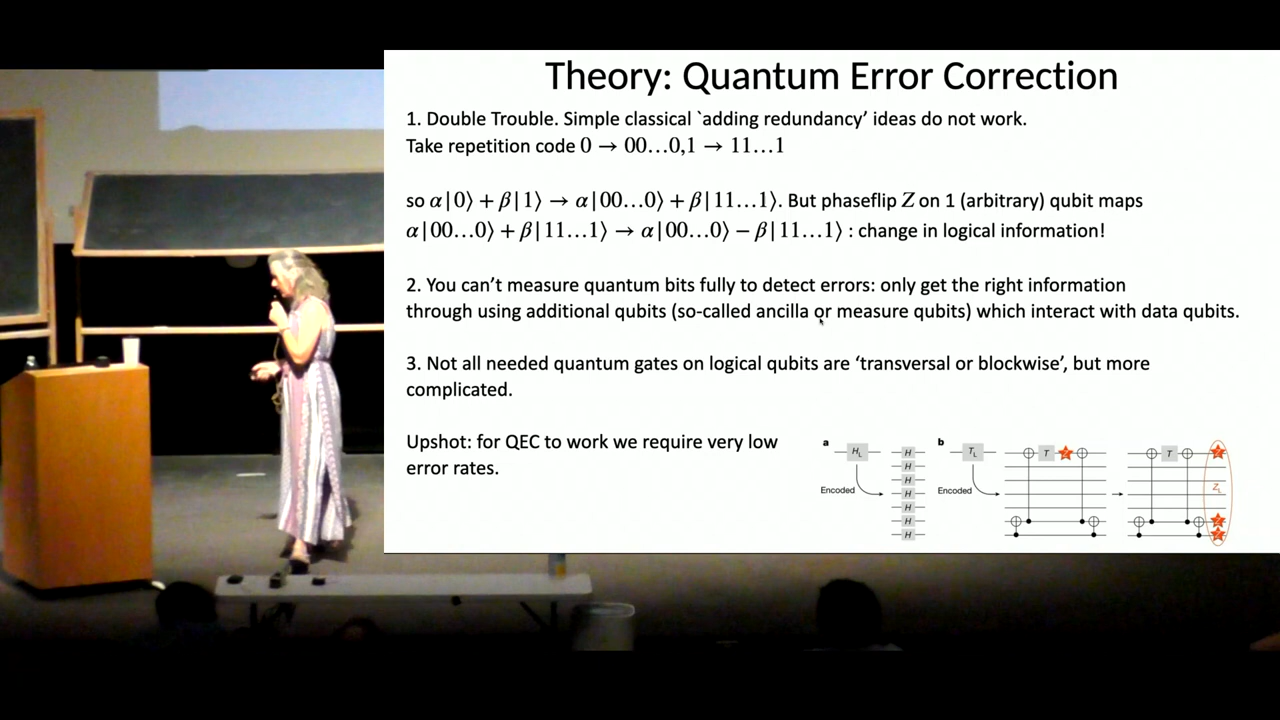 Theory: Quantum Error Correction
1. Double Trouble. Simple classical `adding redundancy’ ideas do not work.
Take repetition code 0 → 00…0,1 → 11…1
so α|0⟩ + β|1⟩ → α|00…0⟩ + β|11…1⟩. But phaseflip Z on 1 (arbitrary) qubit maps
α|00…0⟩ + β|11…1⟩ → α|00…0⟩ − β|11…1⟩ : change in logical information!
2. You can’t measure quantum bits fully to detect errors: only get the right information
through using additional qubits (so-called ancilla or measure qubits) which interact with data qubits.
3. Not all needed quantum gates on logical qubits are ‘transversal or blockwise’, but more
complicated.
Upshot: for QEC to work we require very low
error rates.
a
H_L
Encoded
H
H
H
H
H
H
H
b
T_L
Encoded
T
Z
T
Z
Z_L
Z
Z